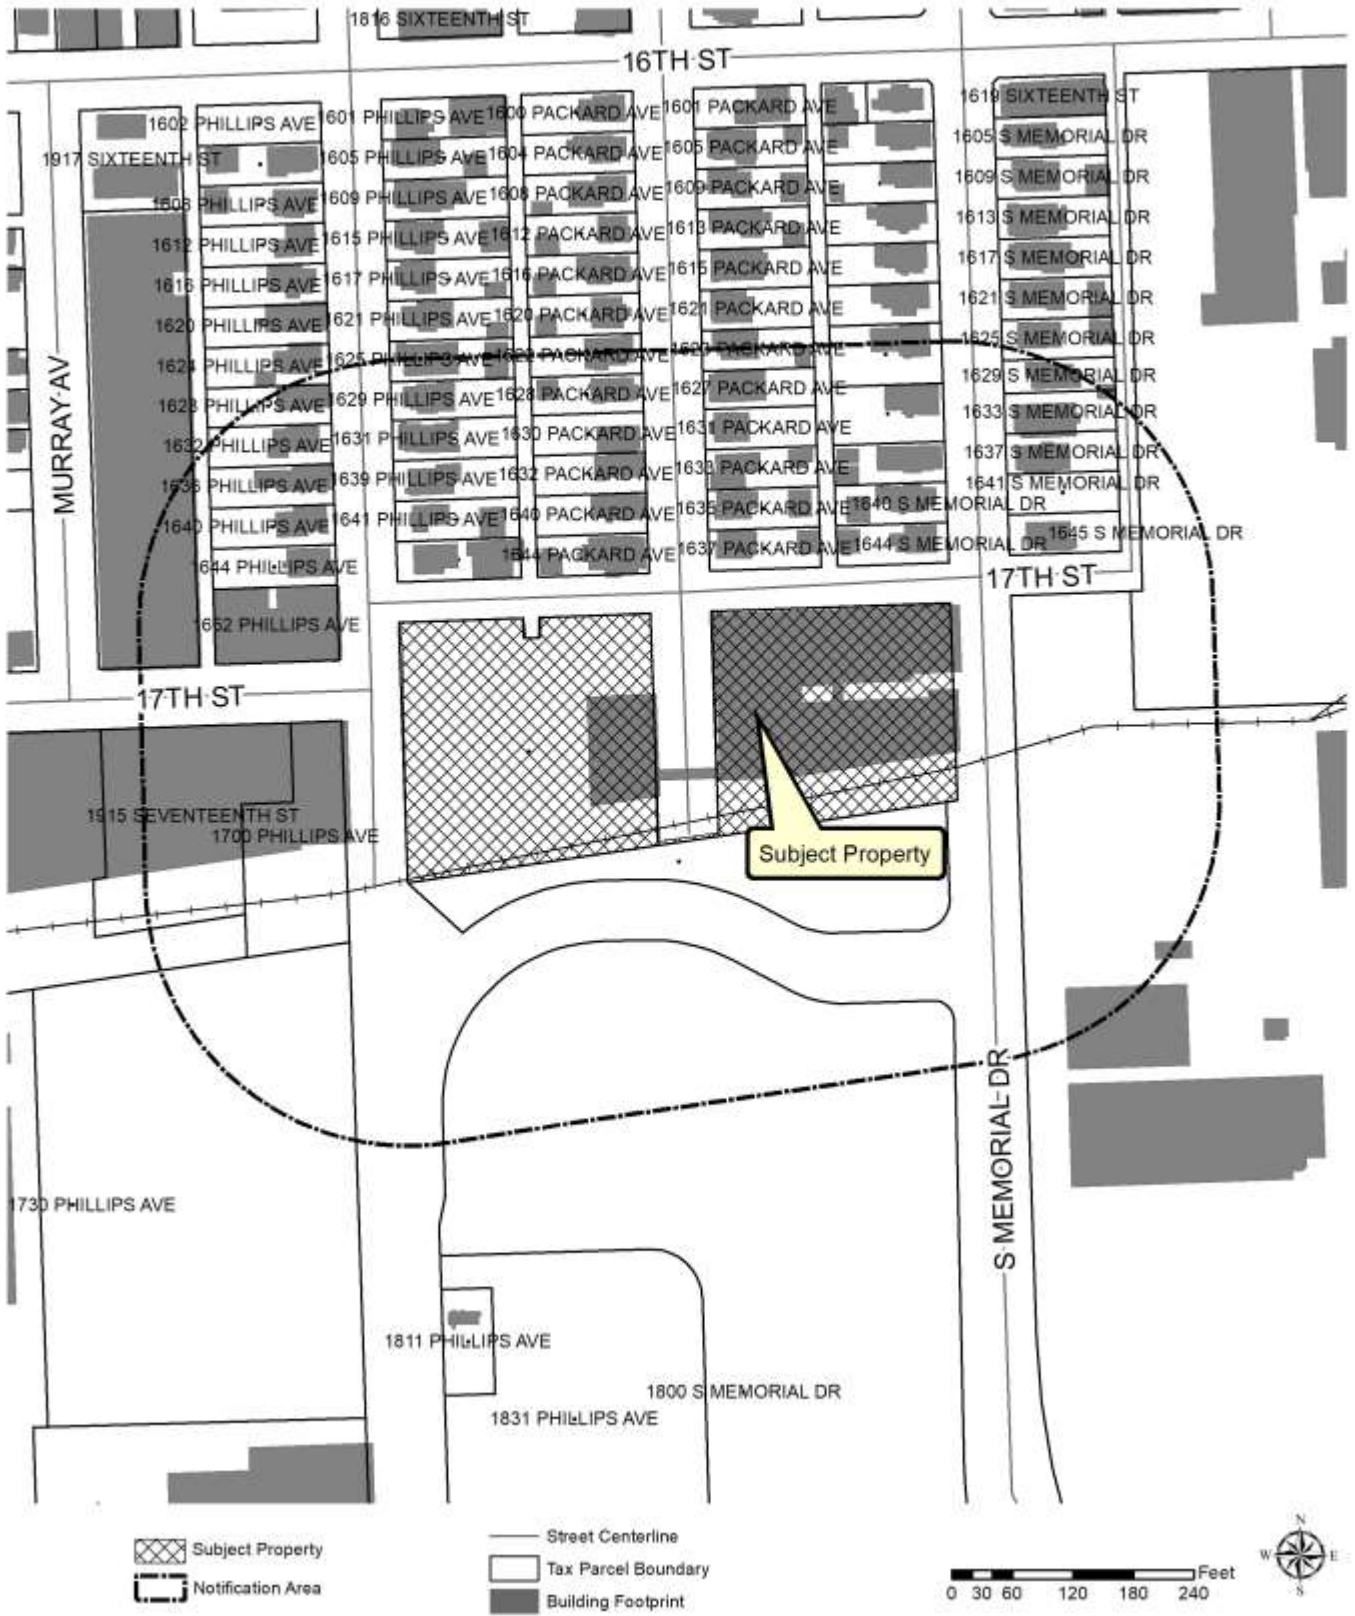 1816 SIXTEENTH ST
16TH ST
1602 PHILLIPS AVE
1601 PHILLIPS AVE
1600 PACKARD AVE
1601 PACKARD AVE
1619 SIXTEENTH ST
1917 SIXTEENTH ST
1605 PHILLIPS AVE
1604 PACKARD AVE
1605 PACKARD AVE
1605 S MEMORIAL DR
1608 PHILLIPS AVE
1609 PHILLIPS AVE
1608 PACKARD AVE
1609 PACKARD AVE
1609 S MEMORIAL DR
1612 PHILLIPS AVE
1615 PHILLIPS AVE
1612 PACKARD AVE
1613 PACKARD AVE
1613 S MEMORIAL DR
1616 PHILLIPS AVE
1617 PHILLIPS AVE
1616 PACKARD AVE
1615 PACKARD AVE
1617 S MEMORIAL DR
1620 PHILLIPS AVE
1621 PHILLIPS AVE
1620 PACKARD AVE
1621 PACKARD AVE
1621 S MEMORIAL DR
1624 PHILLIPS AVE
1625 PHILLIPS AVE
1622 PACKARD AVE
1623 PACKARD AVE
1625 S MEMORIAL DR
MURRAY AV
1628 PHILLIPS AVE
1629 PHILLIPS AVE
1628 PACKARD AVE
1627 PACKARD AVE
1629 S MEMORIAL DR
1632 PHILLIPS AVE
1631 PHILLIPS AVE
1630 PACKARD AVE
1631 PACKARD AVE
1633 S MEMORIAL DR
1636 PHILLIPS AVE
1639 PHILLIPS AVE
1632 PACKARD AVE
1633 PACKARD AVE
1637 S MEMORIAL DR
1640 PHILLIPS AVE
1641 PHILLIPS AVE
1640 PACKARD AVE
1635 PACKARD AVE
1640 S MEMORIAL DR
1641 S MEMORIAL DR
1644 PHILLIPS AVE
1644 PACKARD AVE
1637 PACKARD AVE
1644 S MEMORIAL DR
1645 S MEMORIAL DR
17TH ST
1652 PHILLIPS AVE
17TH ST
1915 SEVENTEENTH ST
1700 PHILLIPS AVE
Subject Property
S MEMORIAL DR
1730 PHILLIPS AVE
1811 PHILLIPS AVE
1800 S MEMORIAL DR
1831 PHILLIPS AVE
Subject Property
Notification Area
Street Centerline
Tax Parcel Boundary
Building Footprint
Feet
0 30 60 120 180 240
N
W E
S